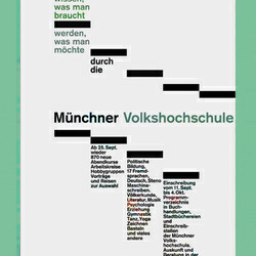 wissen,
was man
braucht
werden,
was man
möchte
durch
die
Münchner Volkshochschule
Ab 25. Sept.
wieder
870 neue
Abendkurse
Arbeitskreise
Hobbygruppen
Vorträge
und Reisen
zur Auswahl
Politische
Bildung,
17 Fremd-
sprachen,
Deutsch, Steno
Maschine-
schreiben,
Völkerkunde,
Literatur, Musik
Psychologie
Erziehung
Gymnastik
Tanz, Yoga
Zeichnen
Basteln
und vieles
andere
Einschreibung
vom 11. Sept.
bis 4. Okt.
Programm-
verzeichnis
in Buch-
handlungen,
Stadtbüchereien
und
Einschreib-
stellen
der Münchner
Volks-
hochschule,
Auskunft und
Beratung in der